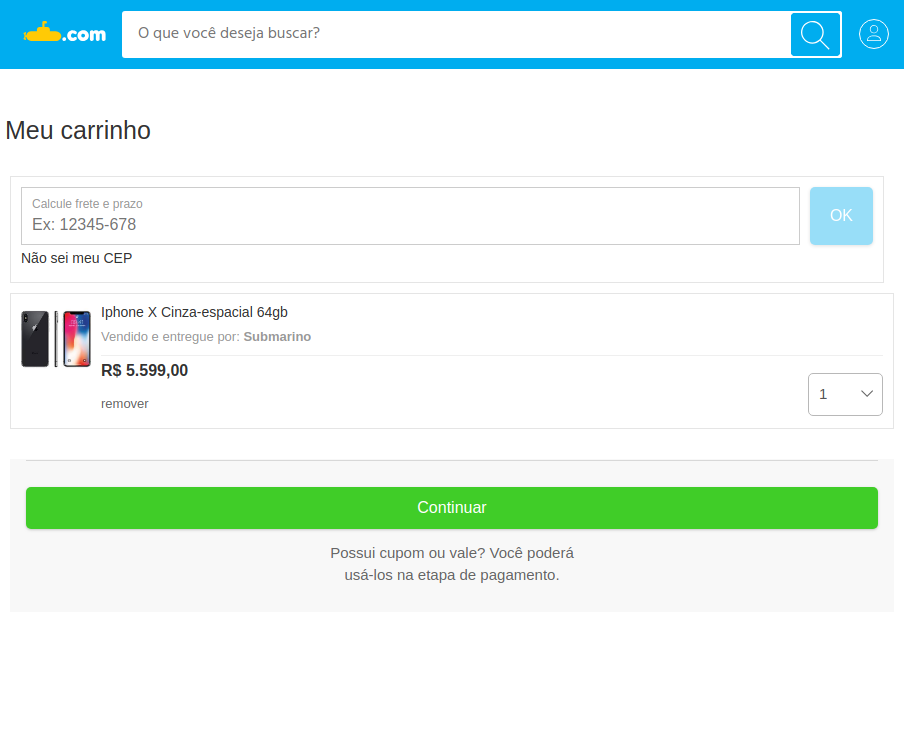 .com
O que você deseja buscar?
Meu carrinho
Calcule frete e prazo
Ex: 12345-678
OK
Não sei meu CEP
Iphone X Cinza-espacial 64gb
Vendido e entregue por: Submarino
R$ 5.599,00
1
remover
Continuar
Possui cupom ou vale? Você poderá
usá-los na etapa de pagamento.